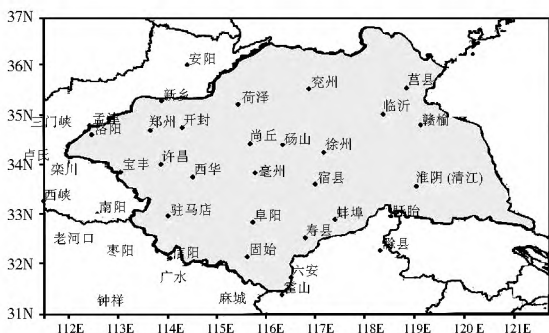 37N
36N
35N
34N
33N
32N
31N
安阳
新乡
菏泽
兖州
莒县
三门峡
孟津
洛阳
郑州
开封
临沂
赣榆
卢氏
栾川
宝丰
许昌
商丘
砀山
徐州
西华
亳州
宿县
淮阴 (清江)
西峡
南阳
驻马店
阜阳
寿县
蚌埠
盱眙
老河口
枣阳
信阳
固始
滁县
广水
六安
霍山
钟祥
麻城
112E 113E 114E 115E 116E 117E 118E 119E 120E 121E